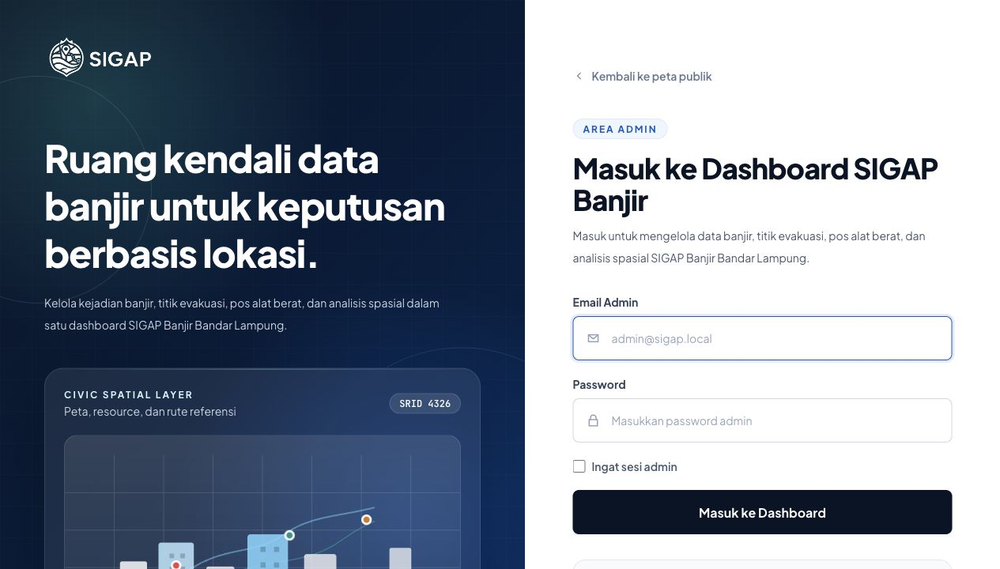 SIGAP
Ruang kendali data
banjir untuk keputusan
berbasis lokasi.
Kelola kejadian banjir, titik evakuasi, pos alat berat, dan analisis spasial dalam
satu dashboard SIGAP Banjir Bandar Lampung.
CIVIC SPATIAL LAYER
Peta, resource, dan rute referensi
SRID 4326
Kembali ke peta publik
AREA ADMIN
Masuk ke Dashboard SIGAP
Banjir
Masuk untuk mengelola data banjir, titik evakuasi, pos alat berat, dan
analisis spasial SIGAP Banjir Bandar Lampung.
Email Admin
admin@sigap.local
Password
Masukkan password admin
Ingat sesi admin
Masuk ke Dashboard